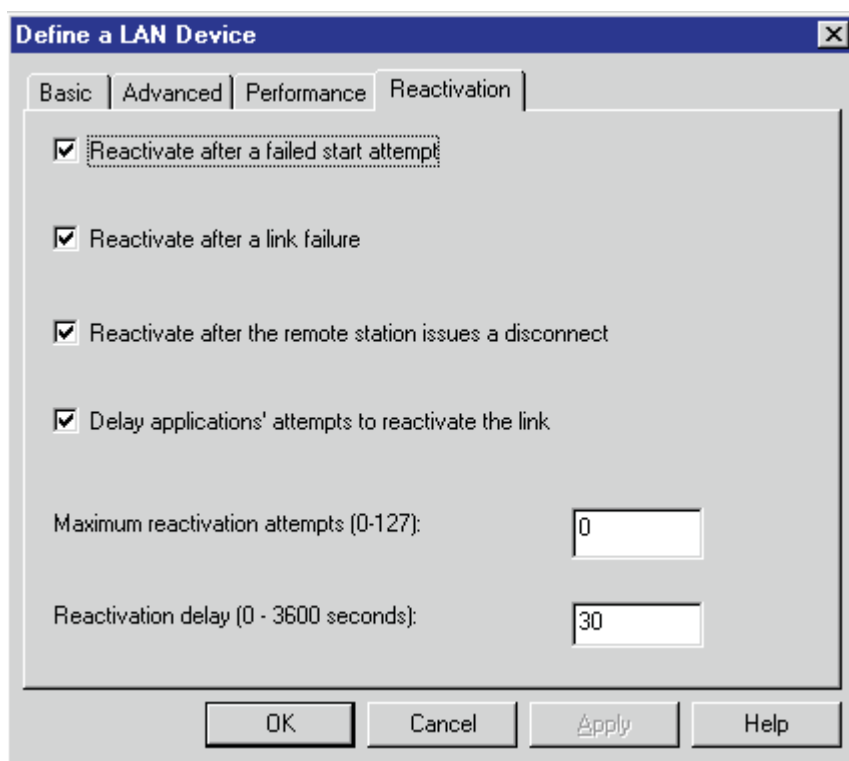 Define a LAN Device
Basic Advanced Performance Reactivation
Reactivate after a failed start attempt
Reactivate after a link failure
Reactivate after the remote station issues a disconnect
Delay applications' attempts to reactivate the link
Maximum reactivation attempts (0-127): 0
Reactivation delay (0 - 3600 seconds): 30
OK Cancel Apply Help